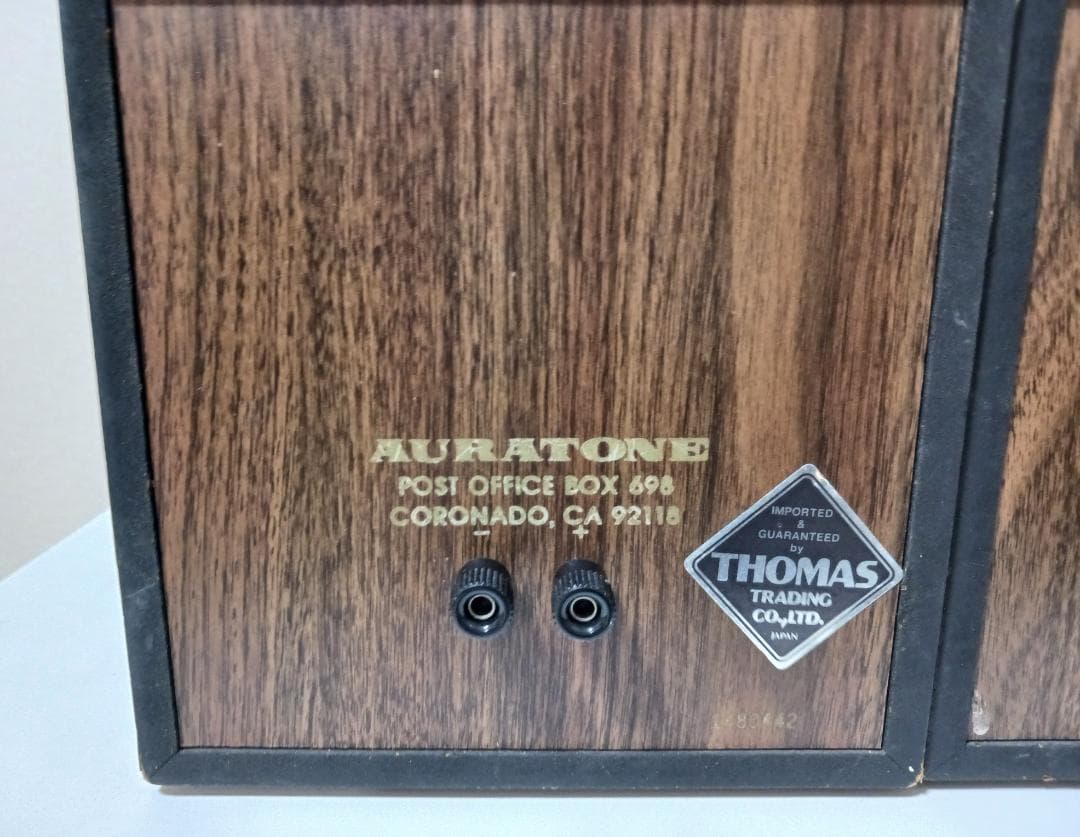 AURATONE
POST OFFICE BOX 698
CORONADO, CA 92118
- +
IMPORTED
&
GUARANTEED
by
THOMAS
TRADING
CO.,LTD.
JAPAN